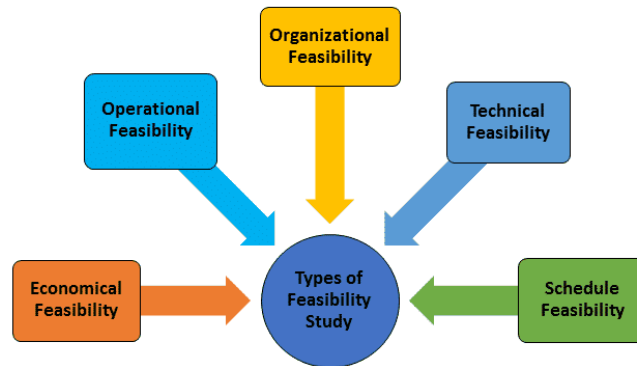 Organizational
Feasibility
Operational
Feasibility
Technical
Feasibility
Economical
Feasibility
Types of
Feasibility
Study
Schedule
Feasibility